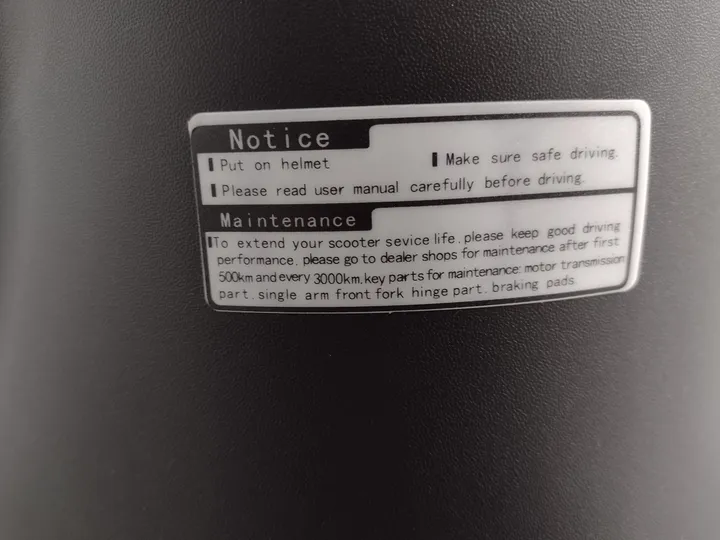 Notice
Put on helmet
Make sure safe driving.
Please read user manual carefully before driving.
Maintenance
To extend your scooter sevice life. please keep good driving
performance. please go to dealer shops for maintenance after first
500km and every 3000km. key parts for maintenance: motor transmission
part. single arm front fork hinge part. braking pads.